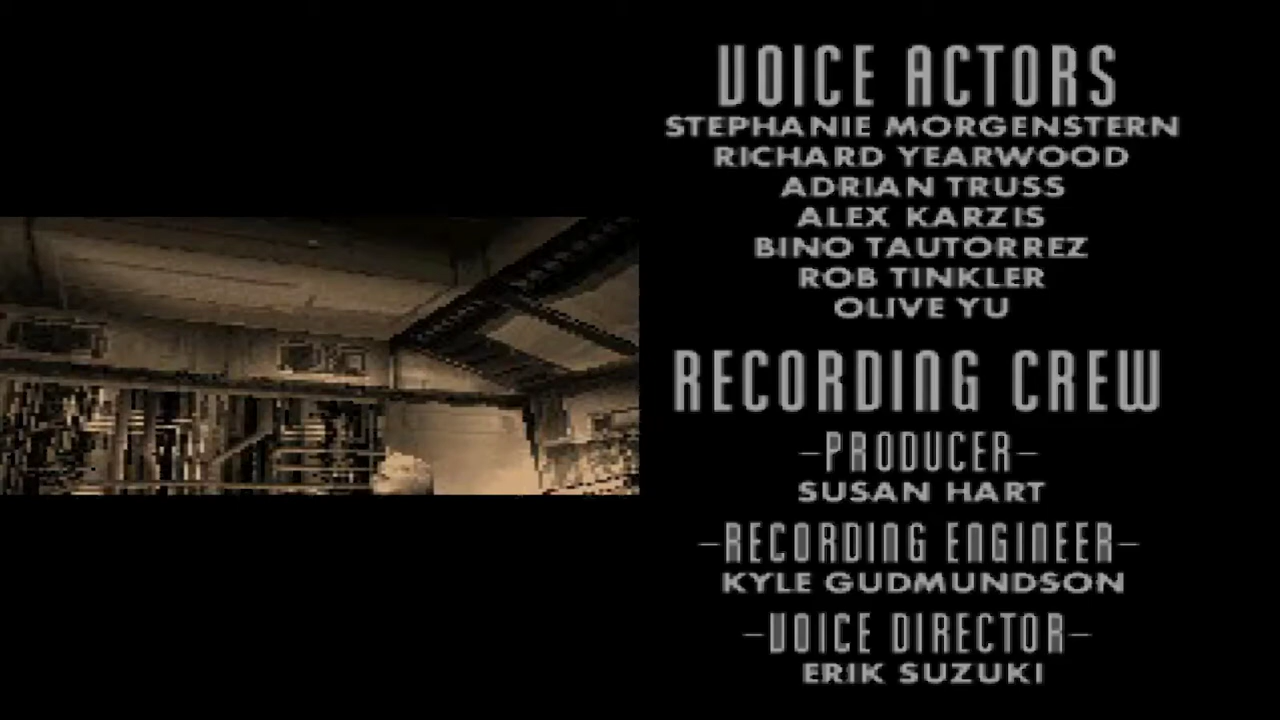 VOICE ACTORS
STEPHANIE MORGENSTERN
RICHARD YEARWOOD
ADRIAN TRUSS
ALEX KARZIS
BINO TAUTORREZ
ROB TINKLER
OLIVE YU
RECORDING CREW
-PRODUCER-
SUSAN HART
-RECORDING ENGINEER-
KYLE GUDMUNDSON
-VOICE DIRECTOR-
ERIK SUZUKI